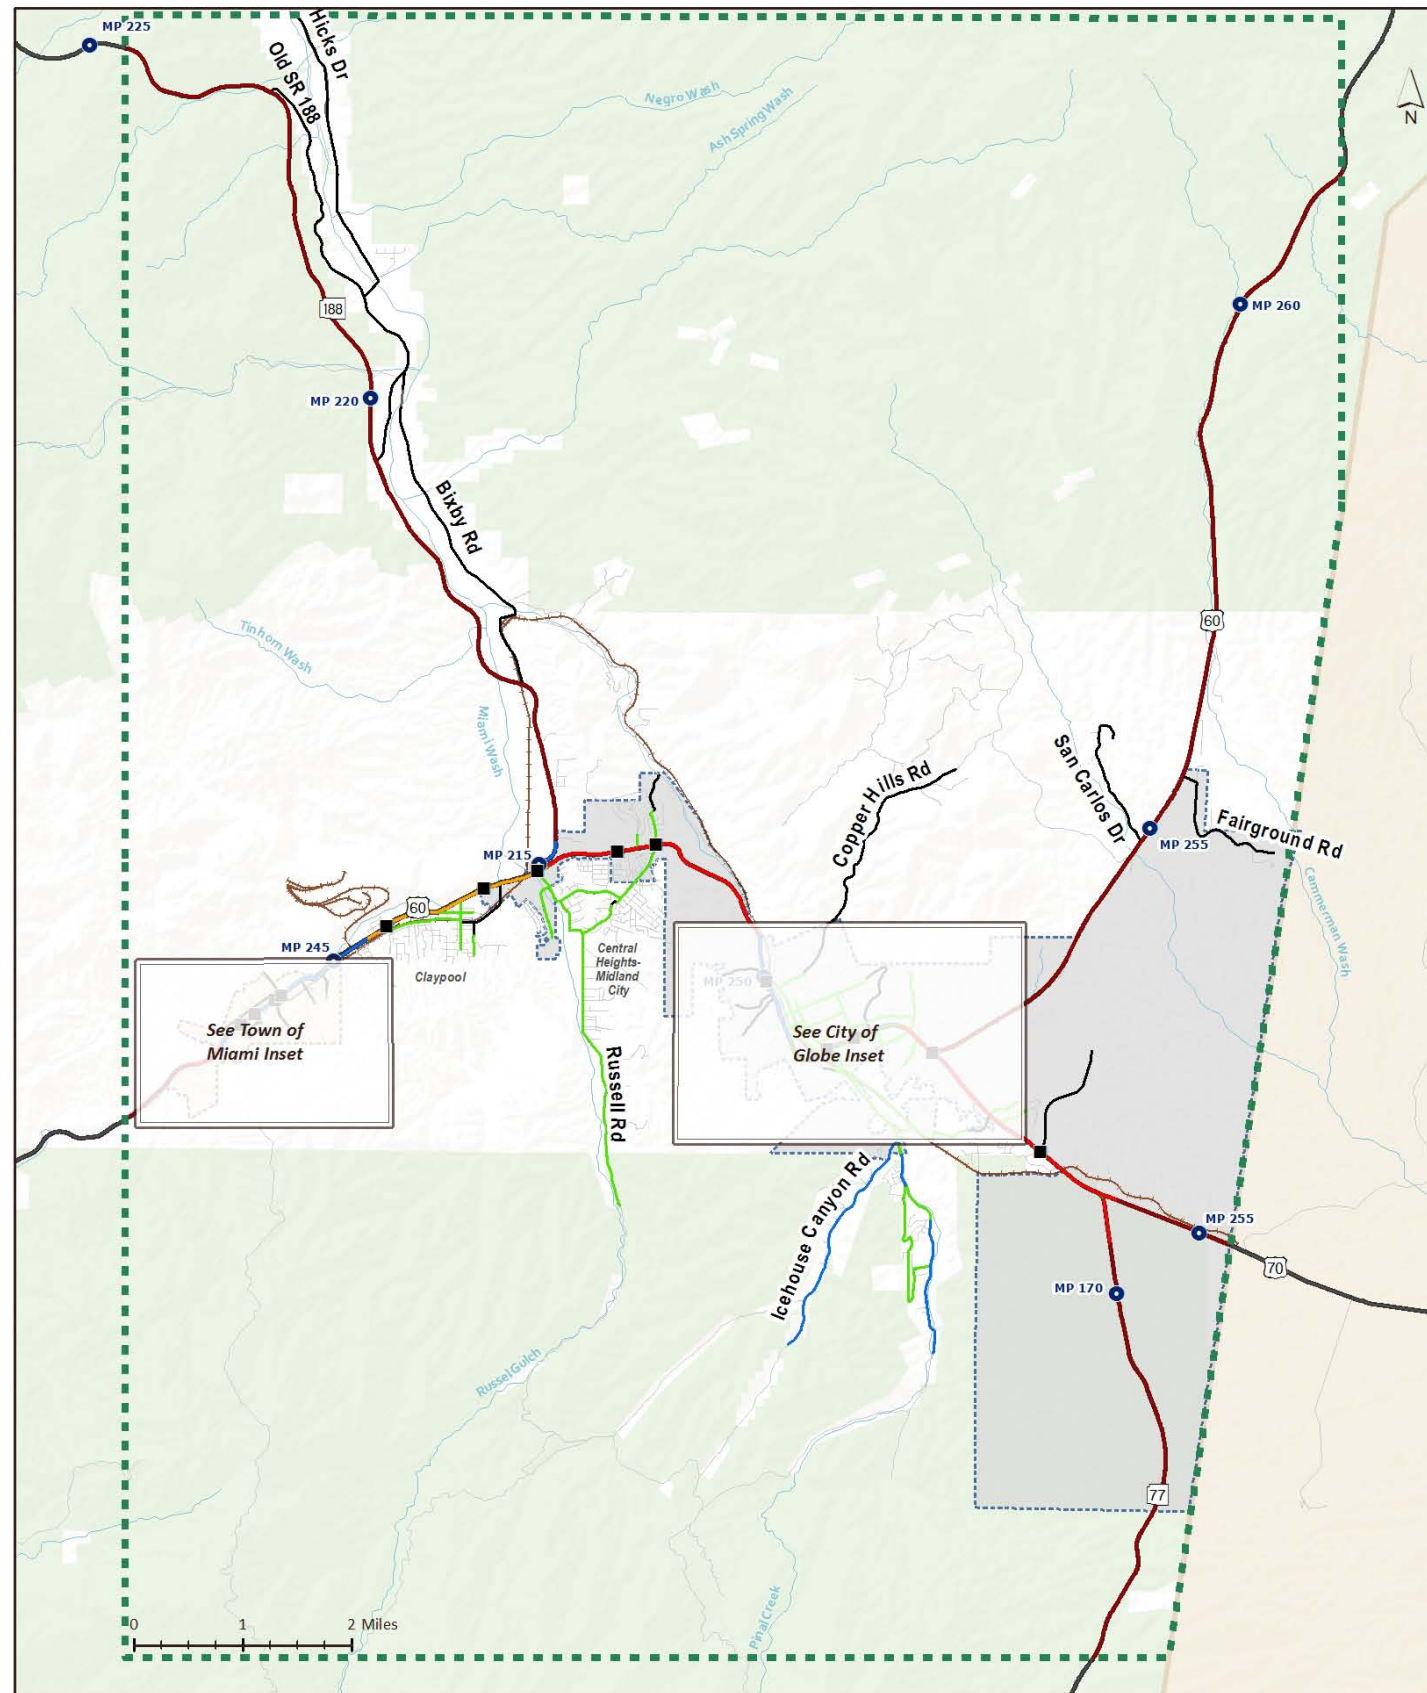 MP 225
Hicks Dr
Old SR 188
Negro Wash
Ash Spring Wash
N
188
MP 260
MP 220
Bixby Rd
60
Tinhorn Wash
Miami Wash
San Carlos Dr
Copper Hills Rd
MP 255
Fairground Rd
MP 215
60
Cammerman Wash
MP 245
Claypool
Central
Heights-
Midland
City
MP 250
See Town of
Miami Inset
See City of
Globe Inset
Russell Rd
Icehouse Canyon Rd
MP 255
70
MP 170
Russel Gulch
77
Pinal Creek
0 1 2 Miles